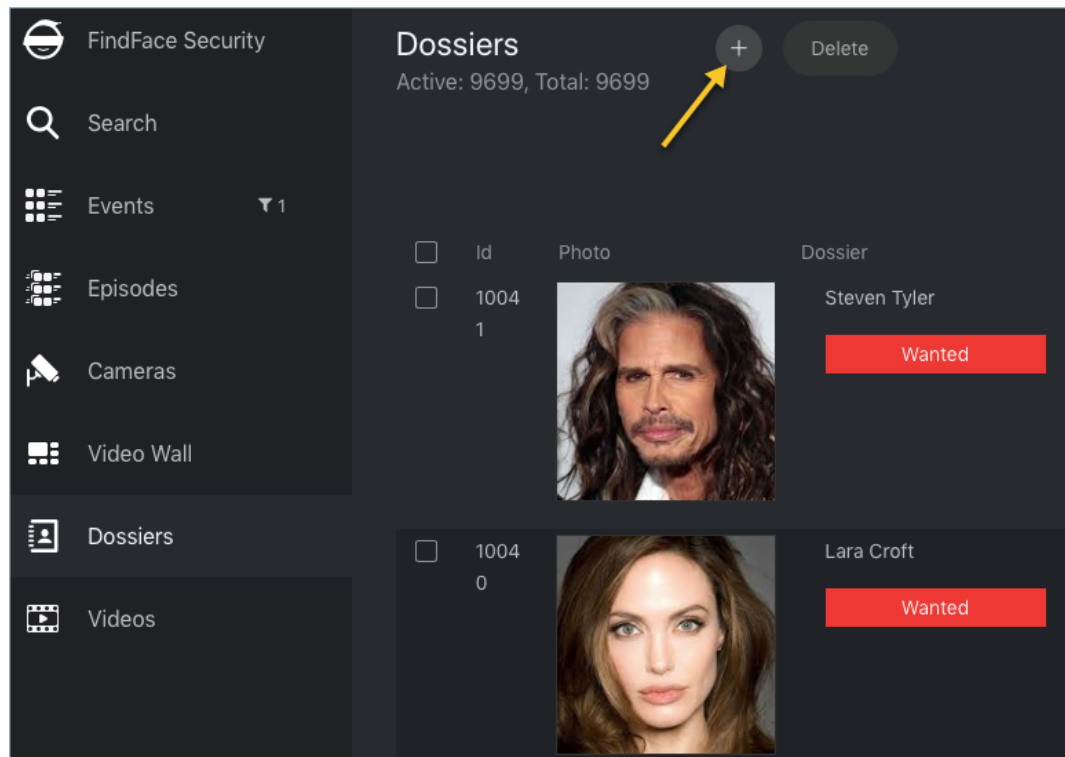 FindFace Security
Search
Events 1
Episodes
Cameras
Video Wall
Dossiers
Videos
Dossiers
+ Delete
Active: 9699, Total: 9699
Id Photo Dossier
1004
1
Steven Tyler
Wanted
1004
0
Lara Croft
Wanted